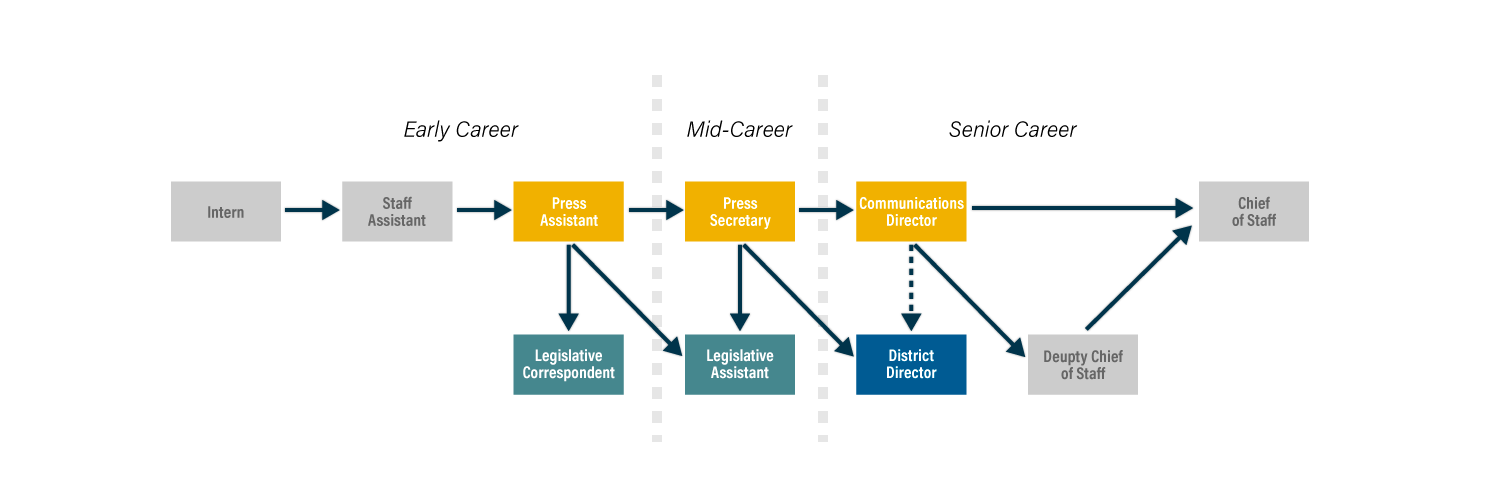 Early Career
Mid-Career
Senior Career
Intern
Staff
Assistant
Press
Assistant
Press
Secretary
Communications
Director
Chief
of Staff
Legislative
Correspondent
Legislative
Assistant
District
Director
Deupty Chief
of Staff